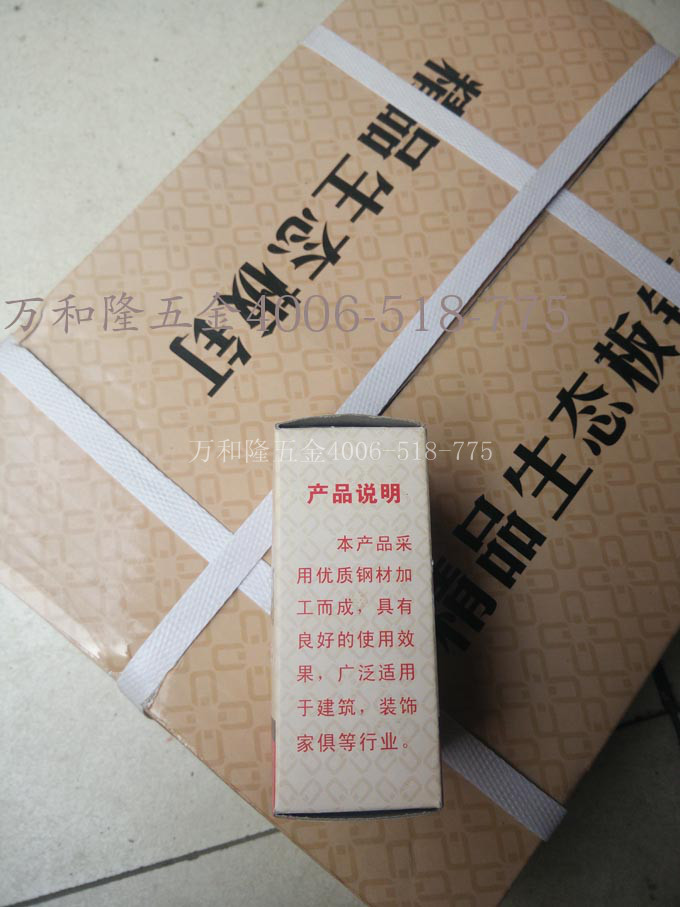 精品生态板钉
万和隆五金4006-518-775
精品生态板钉
万和隆五金4006-518-775
产品说明
本产品采
用优质钢材加
工而成，具有
良好的使用效
果，广泛适用
于建筑，装饰
家俱等行业。